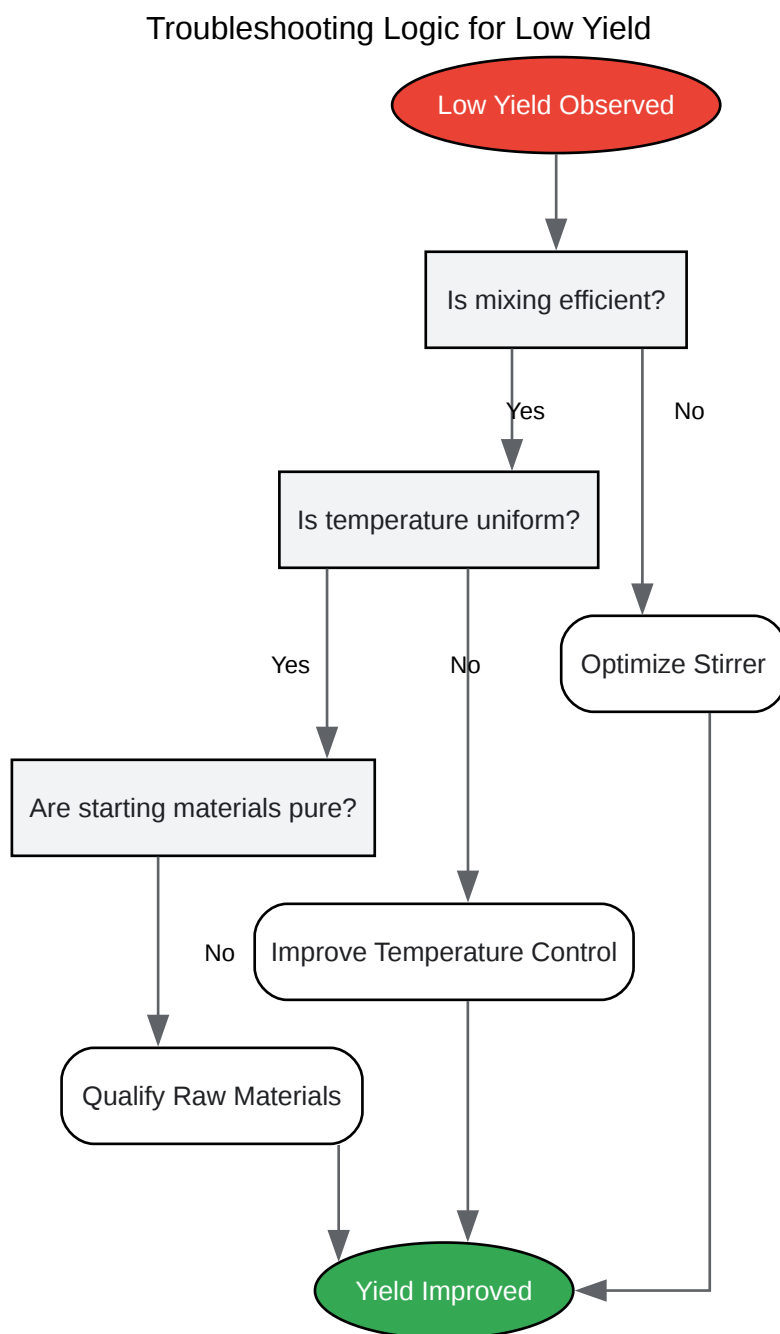 Troubleshooting Logic for Low Yield
Low Yield Observed
Is mixing efficient?
Yes
No
Is temperature uniform?
Yes
No
Optimize Stirrer
Are starting materials pure?
No
Improve Temperature Control
Qualify Raw Materials
Yield Improved